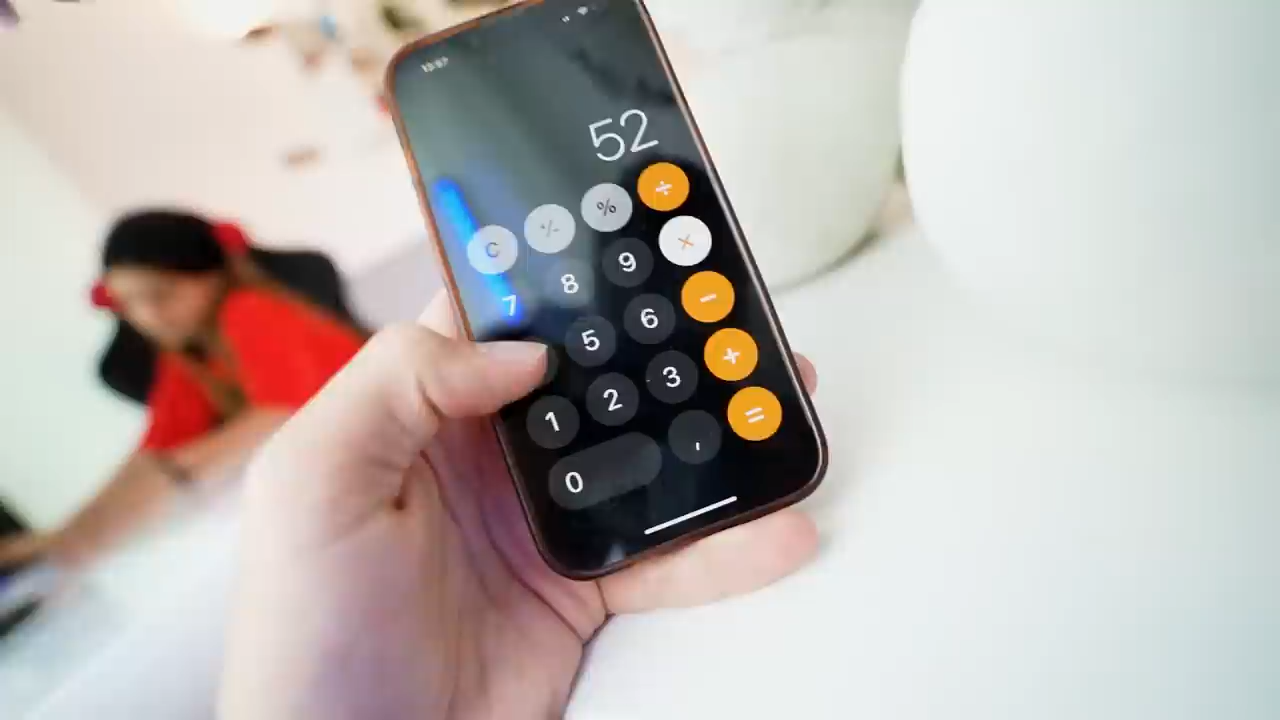 52
C +/- % ÷
7 8 9 ×
5 6 −
1 2 3 +
0 , =